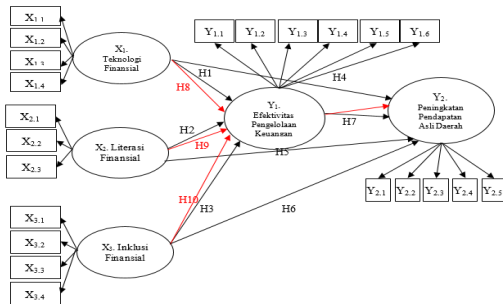 X1.1
X1.2
X1.3
X1.4
X1.
Teknologi
Finansial
Y1.1
Y1.2
Y1.3
Y1.4
Y1.5
Y1.6
H1
H8
H4
Y1.
Efektivitas
Pengelolaan
Keuangan
Y2.
Peningkatan
Pendapatan
Asli Daerah
H7
X2.1
X2.2
X2.3
X2. Literasi
Finansial
H2
H9
H5
H10
H3
H6
Y2.1
Y2.2
Y2.3
Y2.4
Y2.5
X3.1
X3.2
X3.3
X3.4
X3. Inklusi
Finansial